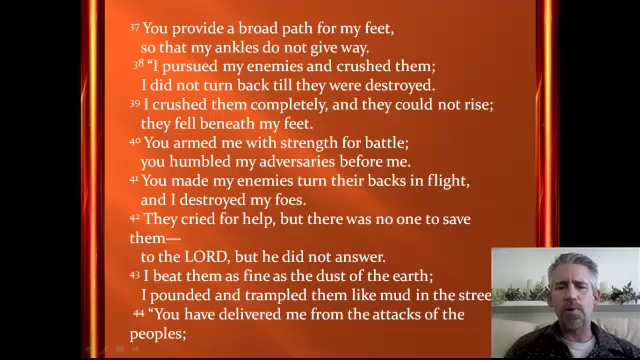 37 You provide a broad path for my feet,
so that my ankles do not give way.
38 “I pursued my enemies and crushed them;
I did not turn back till they were destroyed.
39 I crushed them completely, and they could not rise;
they fell beneath my feet.
40 You armed me with strength for battle;
you humbled my adversaries before me.
41 You made my enemies turn their backs in flight,
and I destroyed my foes.
42 They cried for help, but there was no one to save
them—
to the LORD, but he did not answer.
43 I beat them as fine as the dust of the earth;
I pounded and trampled them like mud in the stree
44 “You have delivered me from the attacks of the
peoples;